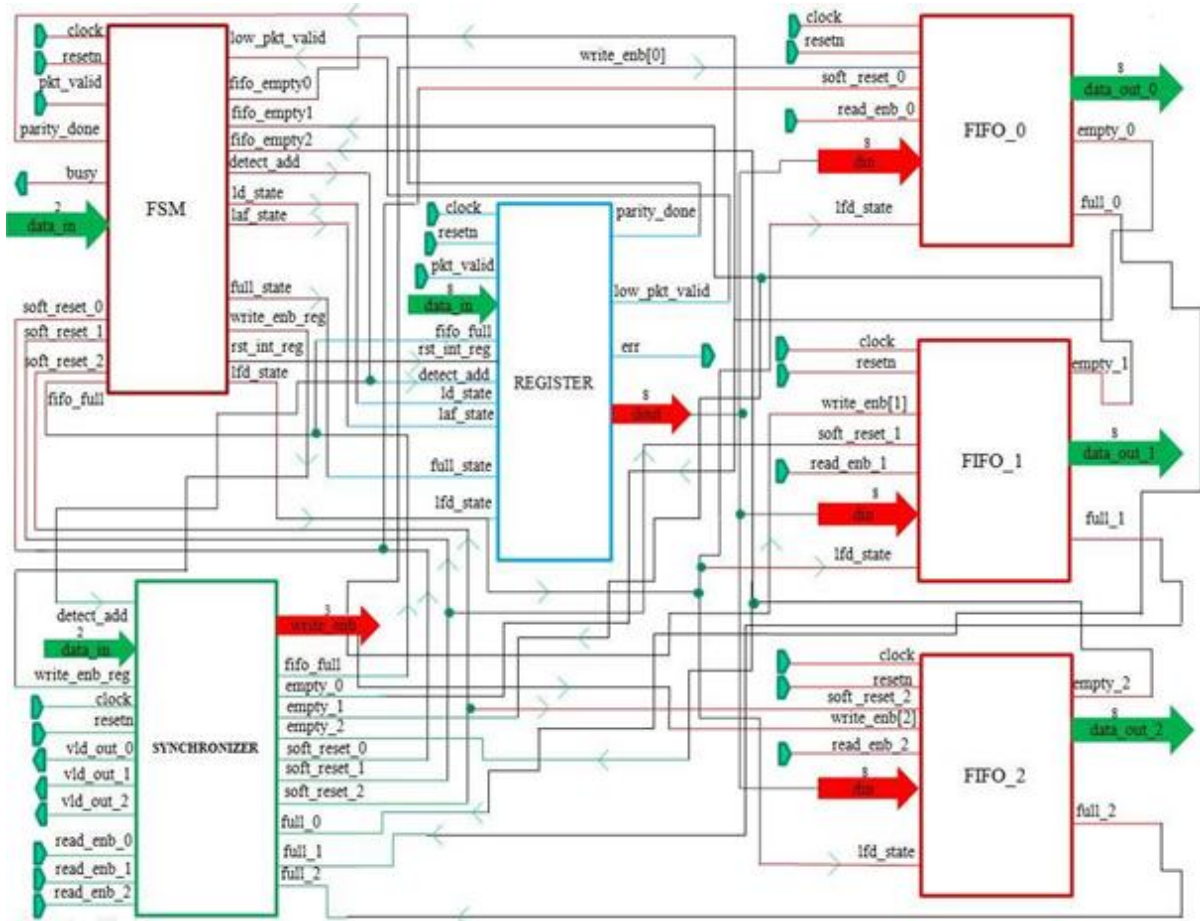 clock
resetn
pkt_valid
parity_done
busy
2
data_in
soft_reset_0
soft_reset_1
soft_reset_2
fifo_full
FSM
low_pkt_valid
fifo_empty0
fifo_empty1
fifo_empty2
detect_add
ld_state
laf_state
full_state
write_enb_reg
rst_int_reg
lfd_state
clock
resetn
pkt_valid
8
data_in
fifo_full
rst_int_reg
detect_add
ld_state
laf_state
full_state
lfd_state
REGISTER
parity_done
low_pkt_valid
err
8
dout
clock
resetn
write_enb[0]
soft_reset_0
read_enb_0
8
din
lfd_state
FIFO_0
8
data_out_0
empty_0
full_0
clock
resetn
write_enb[1]
soft_reset_1
read_enb_1
8
din
lfd_state
FIFO_1
empty_1
8
data_out_1
full_1
detect_add
2
data_in
write_enb_reg
clock
resetn
vld_out_0
vld_out_1
vld_out_2
read_enb_0
read_enb_1
read_enb_2
SYNCHRONIZER
3
write_enb
fifo_full
empty_0
empty_1
empty_2
soft_reset_0
soft_reset_1
soft_reset_2
full_0
full_1
full_2
clock
resetn
soft_reset_2
write_enb[2]
read_enb_2
8
din
lfd_state
FIFO_2
empty_2
8
data_out_2
full_2